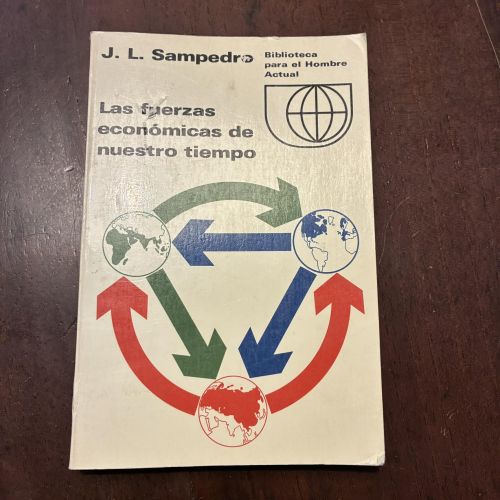 J. L. Sampedro
Biblioteca
para el Hombre
Actual
Las fuerzas
económicas de
nuestro tiempo